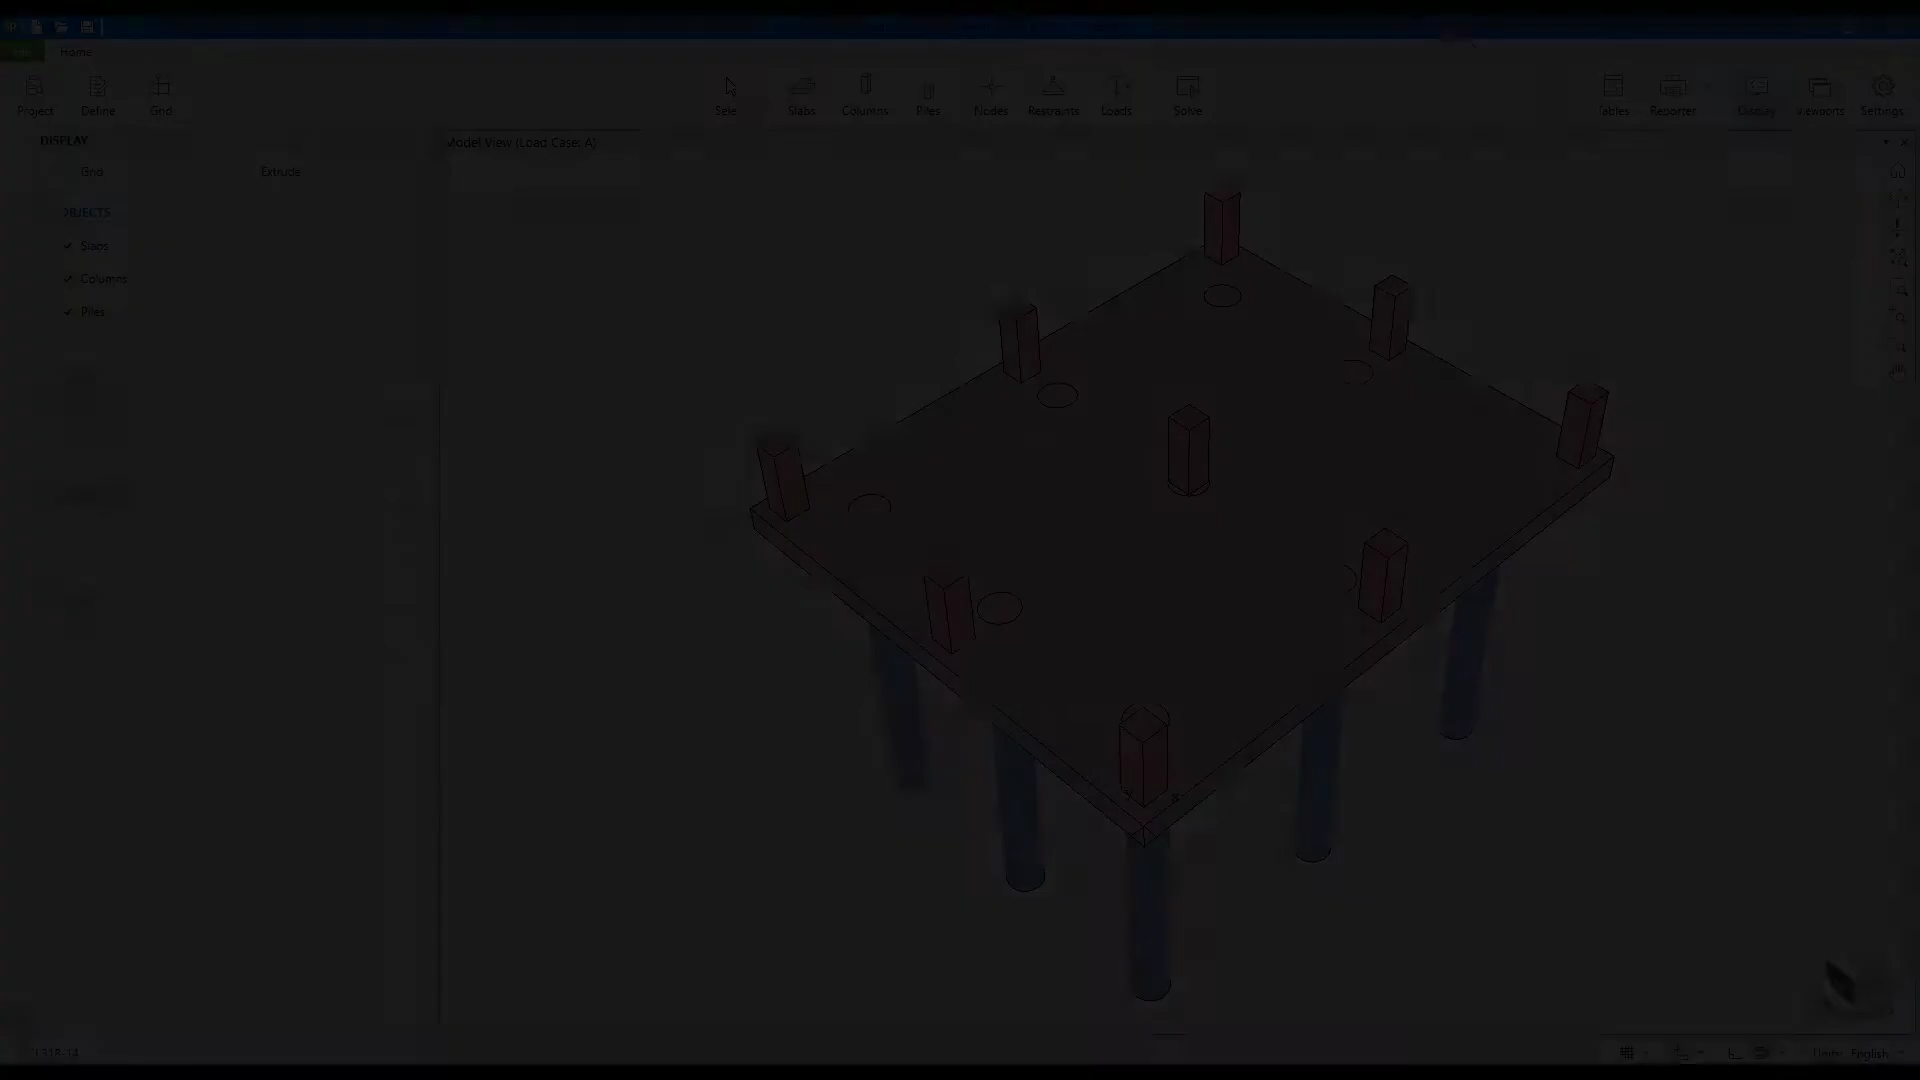 Home
Project Define Grid Slabs Columns Piles Nodes Restraints Loads Solve Tables Reporter Display Viewports Settings
DISPLAY
Model View (Load Case: A)
Grid Extrude
OBJECTS
Slabs
Columns
Piles
Units: English